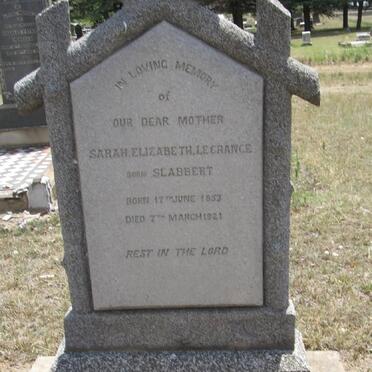 IN LOVING MEMORY
of
OUR DEAR MOTHER
SARAH, ELIZABETH, LE GRANGE
BORN SLABBERT
BORN 17TH JUNE 1853
DIED 7TH MARCH 1921
REST IN THE LORD